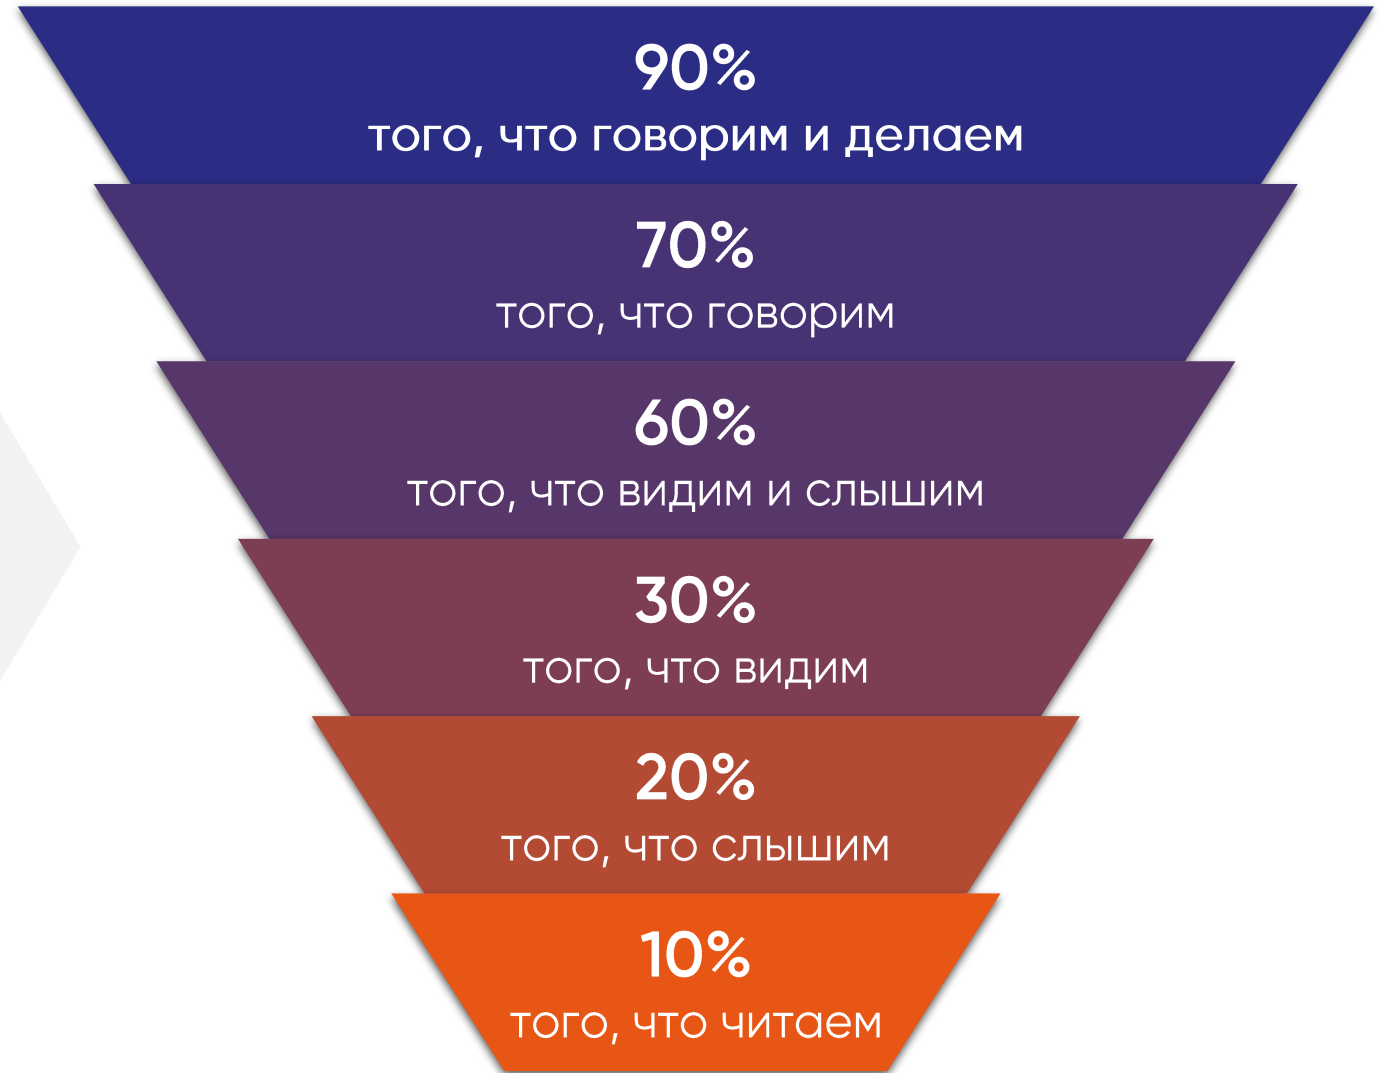 90%
того, что говорим и делаем
70%
того, что говорим
60%
того, что видим и слышим
30%
того, что видим
20%
того, что слышим
10%
того, что читаем